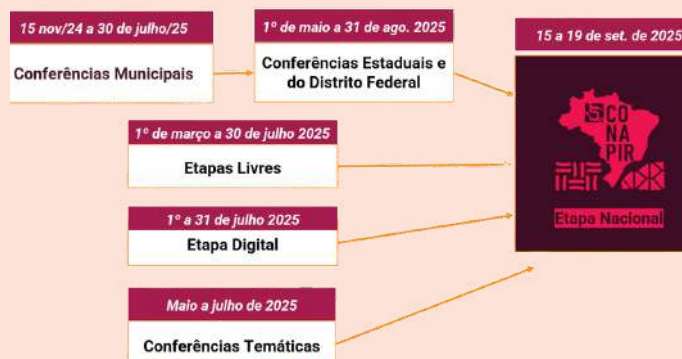 15 nov/24 a 30 de julho/25
Conferências Municipais
1º de maio a 31 de ago. 2025
Conferências Estaduais e
do Distrito Federal
15 a 19 de set. de 2025
5 CO
NA
PIR
Etapa Nacional
1º de março a 30 de julho 2025
Etapas Livres
1º a 31 de julho 2025
Etapa Digital
Maio a julho de 2025
Conferências Temáticas